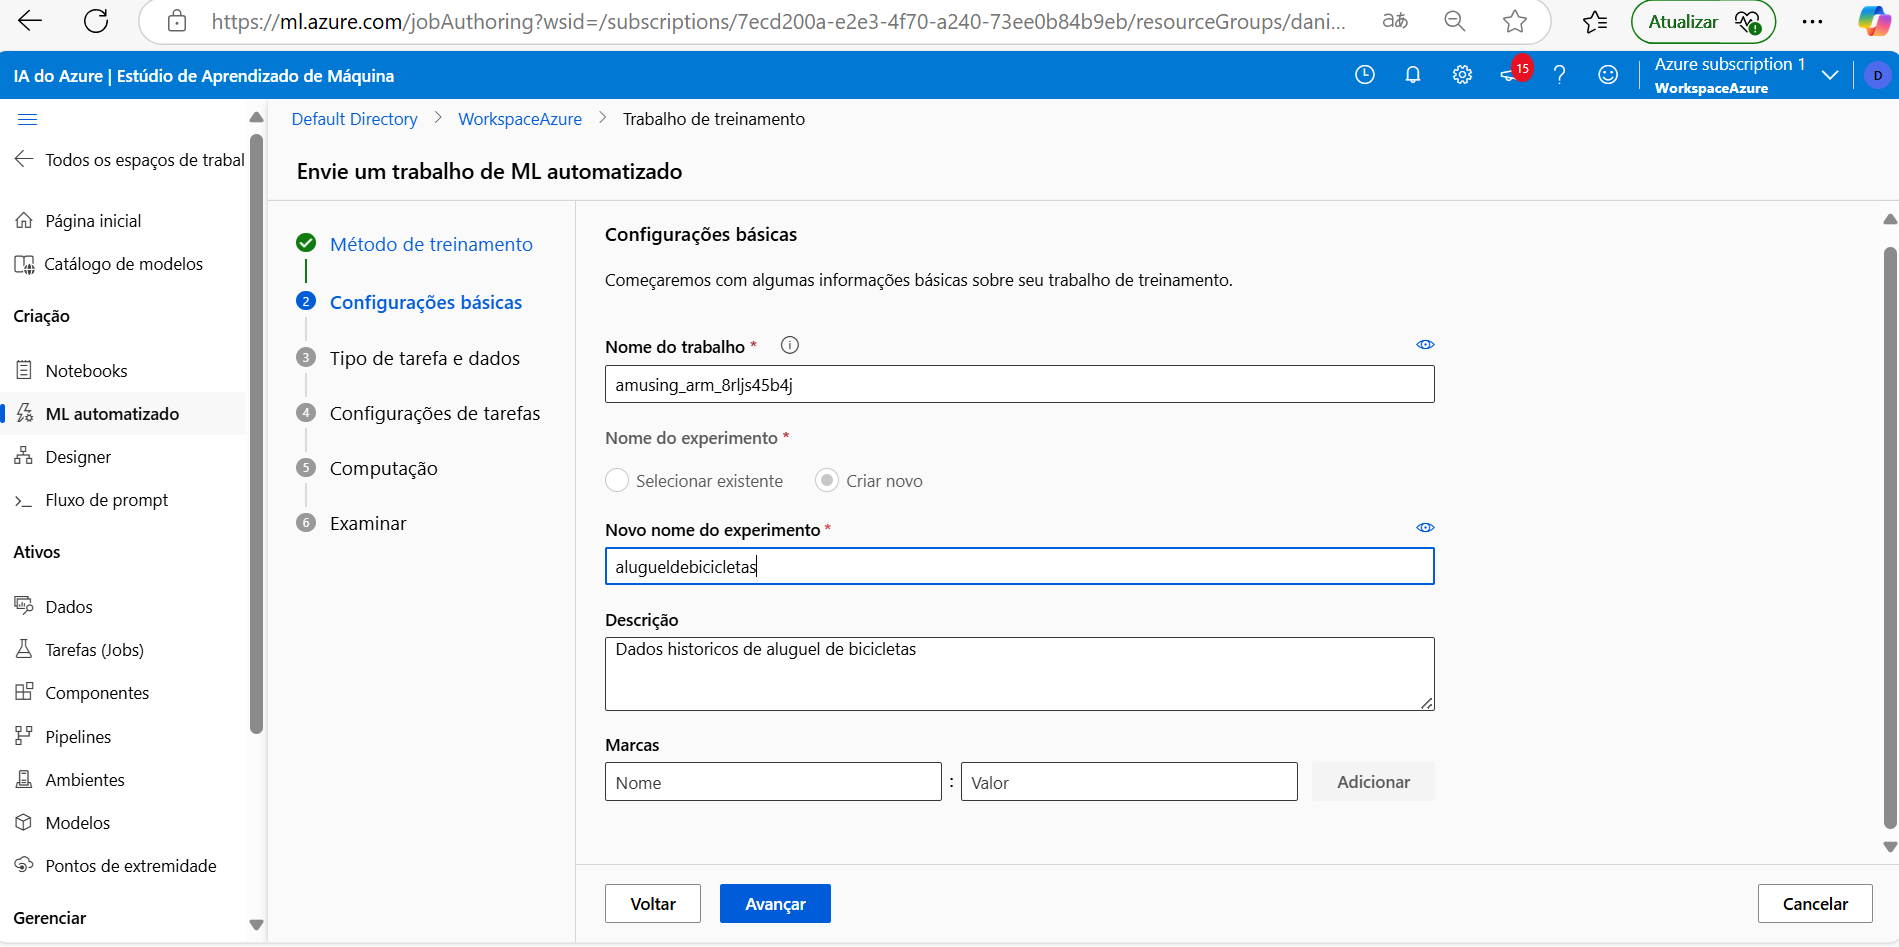 https://ml.azure.com/jobAuthoring?wsid=/subscriptions/7ecd200a-e2e3-4f70-a240-73ee0b84b9eb/resourceGroups/dani...
aあ
Atualizar
IA do Azure | Estúdio de Aprendizado de Máquina
15
?
Azure subscription 1
WorkspaceAzure
D
Default Directory > WorkspaceAzure > Trabalho de treinamento
Todos os espaços de trabal
Envie um trabalho de ML automatizado
Página inicial
Catálogo de modelos
Criação
Notebooks
ML automatizado
Designer
Fluxo de prompt
Ativos
Dados
Tarefas (Jobs)
Componentes
Pipelines
Ambientes
Modelos
Pontos de extremidade
Gerenciar
Método de treinamento
2 Configurações básicas
3 Tipo de tarefa e dados
4 Configurações de tarefas
5 Computação
6 Examinar
Configurações básicas
Começaremos com algumas informações básicas sobre seu trabalho de treinamento.
Nome do trabalho *
amusing_arm_8rljs45b4j
Nome do experimento *
Selecionar existente Criar novo
Novo nome do experimento *
alugueldebicicletas
Descrição
Dados historicos de aluguel de bicicletas
Marcas
Nome : Valor Adicionar
Voltar Avançar Cancelar